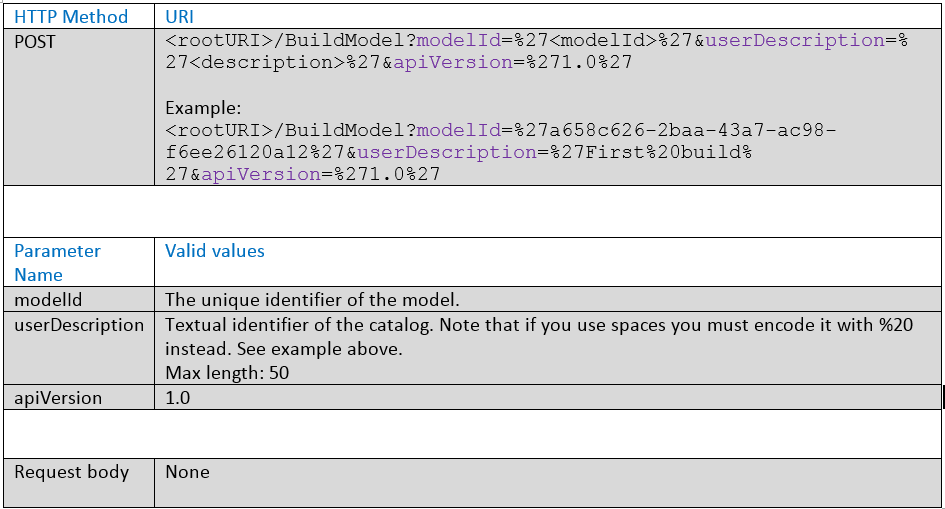 HTTP Method URI
POST <rootURI>/BuildModel?modelId=%27<modelId>%27&userDescription=%
27<description>%27&apiVersion=%271.0%27
Example:
<rootURI>/BuildModel?modelId=%27a658c626-2baa-43a7-ac98-
f6ee26120a12%27&userDescription=%27First%20build%
27&apiVersion=%271.0%27
Parameter Valid values
Name
modelId The unique identifier of the model.
userDescription Textual identifier of the catalog. Note that if you use spaces you must encode it with %20
instead. See example above.
Max length: 50
apiVersion 1.0
Request body None